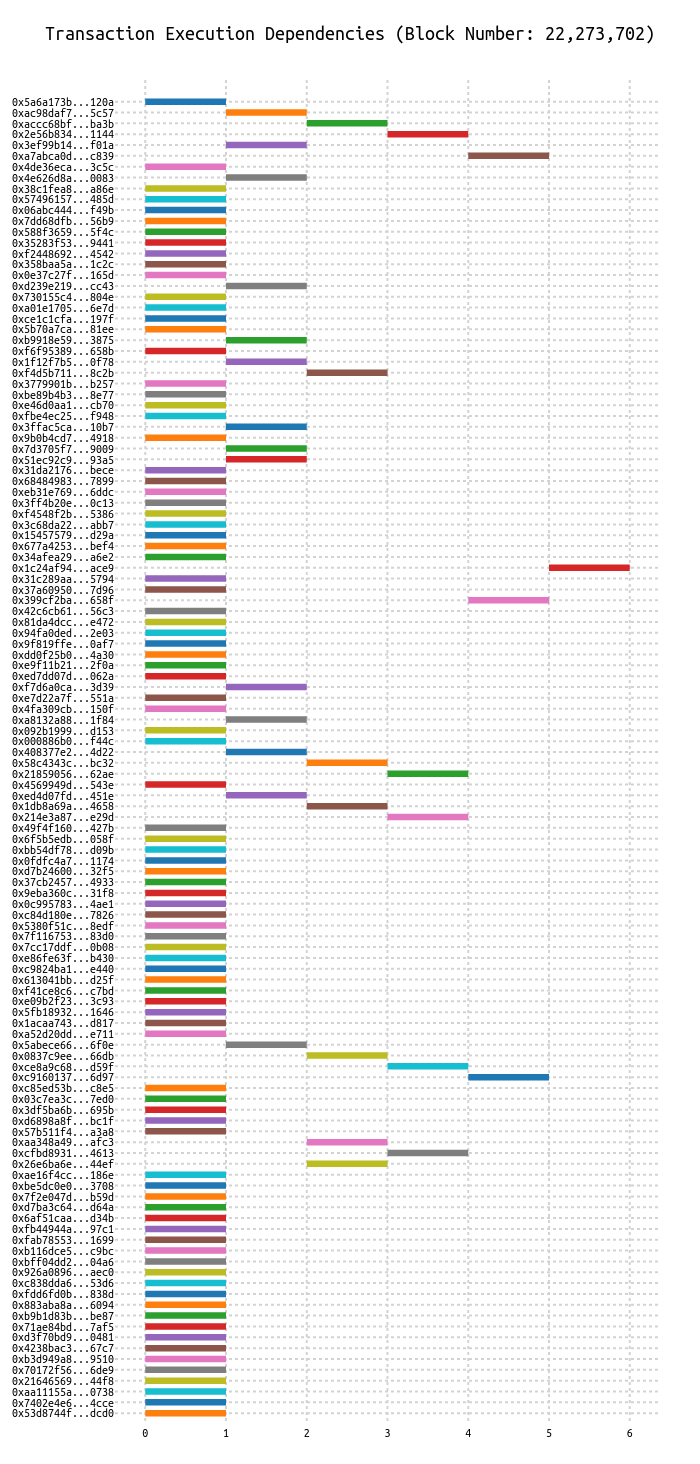 Transaction Execution Dependencies (Block Number: 22,273,702)
0x5a6a173b...120a
0xac98daf7...5c57
0xaccc68bf...ba3b
0x2e56b834...1144
0x3ef99b14...f01a
0xa7abca0d...c839
0x4de36eca...3c5c
0x4e626d8a...0083
0x38c1fea8...a86e
0x57496157...485d
0x06abc444...f49b
0x7dd68dfb...56b9
0x588f3659...5f4c
0x35283f53...9441
0xf2448692...4542
0x358baa5a...1c2c
0x0e37c27f...165d
0xd239e219...cc43
0x730155c4...804e
0xa01e1705...6e7d
0xce1c1cfa...197f
0x5b70a7ca...81ee
0xb9918e59...3875
0xf6f95389...658b
0x1f12f7b5...0f78
0xf4d5b711...8c2b
0x3779901b...b257
0xbe89b4b3...8e77
0xe46d0aa1...cb70
0xfbe4ec25...f948
0x3ffac5ca...10b7
0x9b0b4cd7...4918
0x7d3705f7...9009
0x51ec92c9...93a5
0x31da2176...bece
0x68484983...7899
0xeb31e769...6ddc
0x3ff4b20e...0c13
0xf4548f2b...5386
0x3c68da22...abb7
0x15457579...d29a
0x677a4253...bef4
0x34afea29...a6e2
0x1c24af94...ace9
0x31c289aa...5794
0x37a60950...7d96
0x399cf2ba...658f
0x42c6cb61...56c3
0x81da4dcc...e472
0x94fa0ded...2e03
0x9f819ffe...0af7
0xdd0f25b0...4a30
0xe9f11b21...2f0a
0xed7dd07d...062a
0xf7d6a0ca...3d39
0xe7d22a7f...551a
0x4fa309cb...150f
0xa8132a88...1f84
0x092b1999...d153
0x000886b0...f44c
0x408377e2...4d22
0x58c4343c...bc32
0x21859056...62ae
0x4569949d...543e
0xed4d07fd...451e
0x1db8a69a...4658
0x214e3a87...e29d
0x49f4f160...427b
0x6f5b5edb...058f
0xbb54df78...d09b
0x0fdfc4a7...1174
0xd7b24600...32f5
0x37cb2457...4933
0x9eba360c...31f8
0x0c995783...4ae1
0xc84d180e...7826
0x5380f51c...8edf
0x7f116753...83d0
0x7cc17ddf...0b08
0xe86fe63f...b430
0xc9824ba1...e440
0x613041bb...d25f
0xf41ce8c6...c7bd
0xe09b2f23...3c93
0x5fb18932...1646
0x1acaa743...d817
0xa52d20dd...e711
0x5abece66...6f0e
0x0837c9ee...66db
0xce8a9c68...d59f
0xc9160137...6d97
0xc85ed53b...c8e5
0x03c7ea3c...7ed0
0x3df5ba6b...695b
0xd6898a8f...bc1f
0x57b511f4...a3a8
0xaa348a49...afc3
0xcfbd8931...4613
0x26e6ba6e...44ef
0xae16f4cc...186e
0xbe5dc0e0...3708
0x7f2e047d...b59d
0xd7ba3c64...d64a
0x6af51caa...d34b
0xfb44944a...97c1
0xfab78553...1699
0xb116dce5...c9bc
0xbff04dd2...04a6
0x926a0896...aec0
0xc838dda6...53d6
0xfdd6fd0b...838d
0x883aba8a...6094
0xb9b1d83b...be87
0x71ae84bd...7af5
0xd3f70bd9...0481
0x4238bac3...67c7
0xb3d949a8...9510
0x70172f56...6de9
0x21646569...44f8
0xaa11155a...0738
0x7402e4e6...4cce
0x53d8744f...dcd0
0 1 2 3 4 5 6